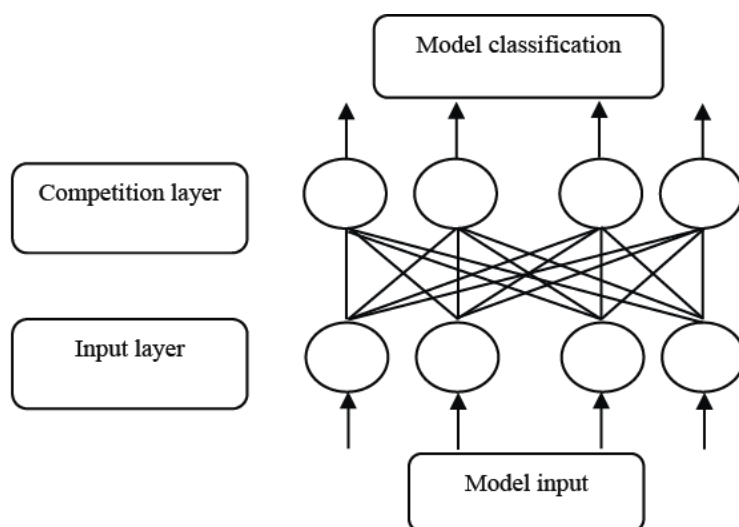 Model classification
Competition layer
Input layer
Model input